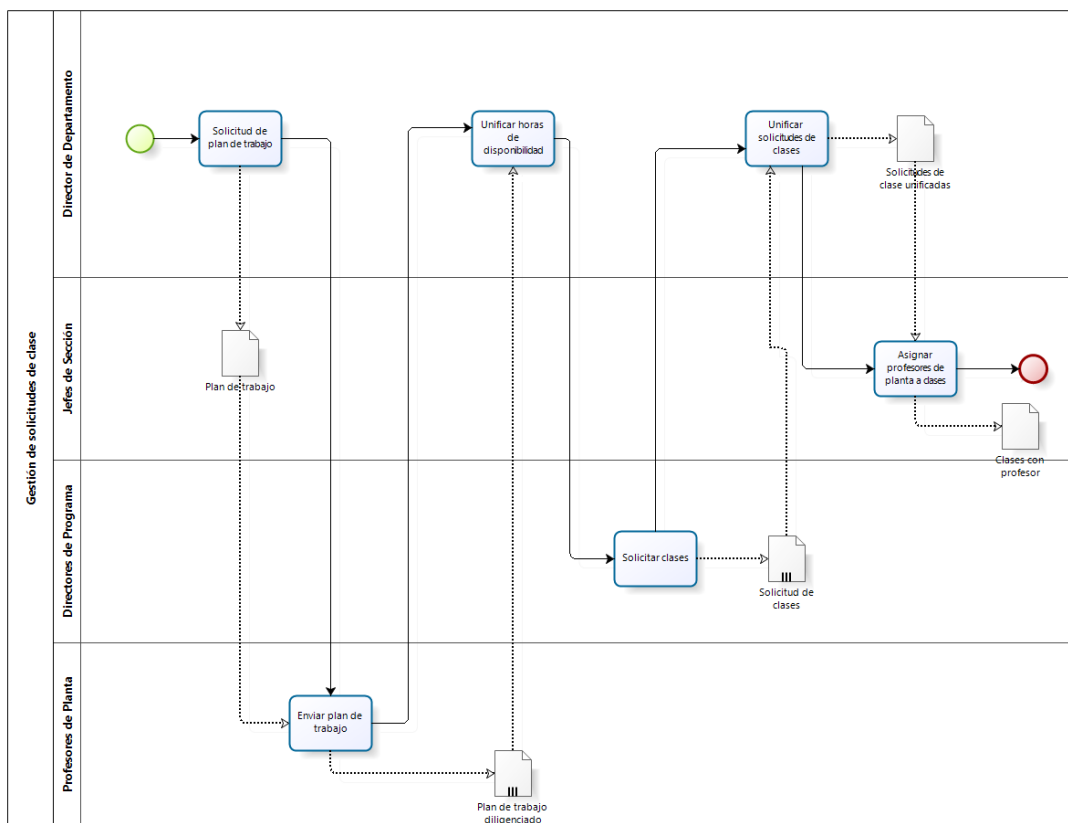 Gestión de solicitudes de clase
Director de Departamento
Solicitud de
plan de trabajo
Unificar horas
de
disponibilidad
Unificar
solicitudes de
clases
Solicitudes de
clase unificadas
Jefes de Sección
Plan de trabajo
Asignar
profesores de
planta a clases
Clases con
profesor
Directores de Programa
Solicitar clases
Solicitud de
clases
Profesores de Planta
Enviar plan de
trabajo
Plan de trabajo
diligenciado